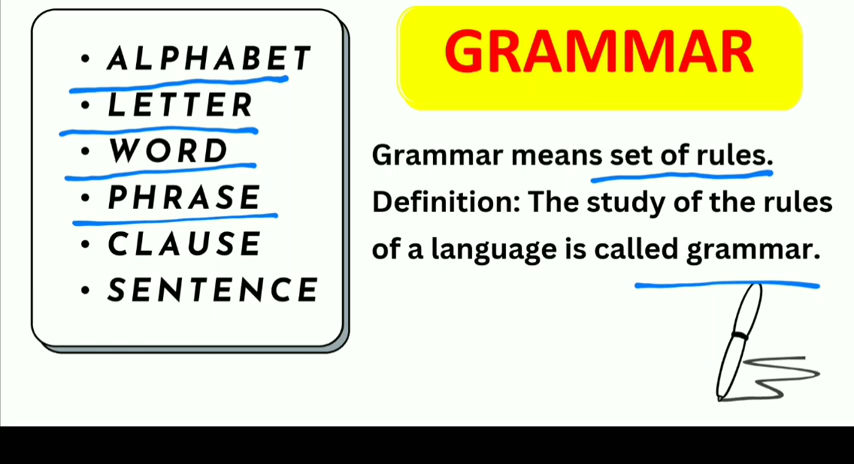 • ALPHABET
• LETTER
• WORD
• PHRASE
• CLAUSE
• SENTENCE
GRAMMAR
Grammar means set of rules.
Definition: The study of the rules
of a language is called grammar.